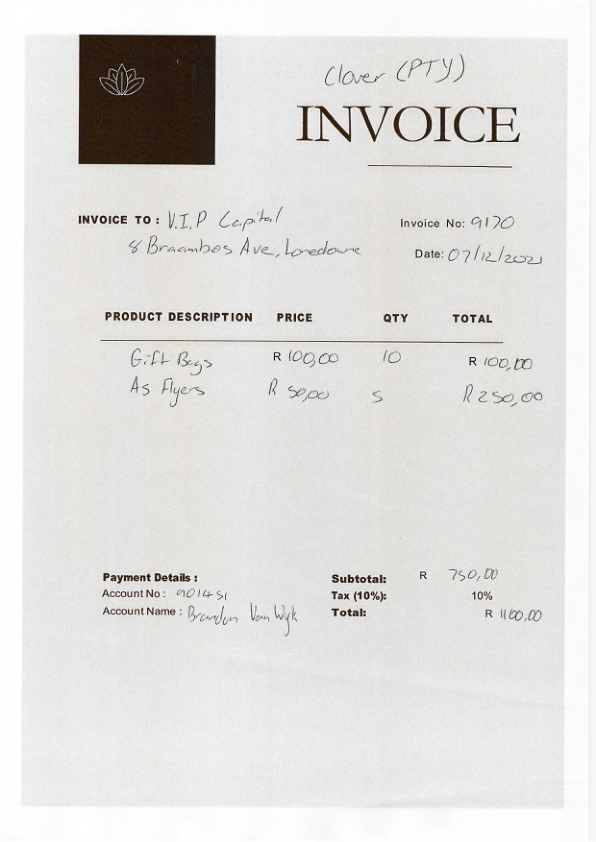 Clover (PTY)
INVOICE
INVOICE TO : V.I.P Capital
Invoice No: 9170
8 Braambos Ave, Lonedowne
Date: 07/12/2021
PRODUCT DESCRIPTION PRICE QTY TOTAL
Gift Bags R 100,00 10 R 100,00
A5 Flyers R 50,00 5 R 250,00
Payment Details :
Subtotal: R 750,00
Account No : 901451
Tax (10%): 10%
Account Name : Brandon Van Wyk
Total: R 1100,00